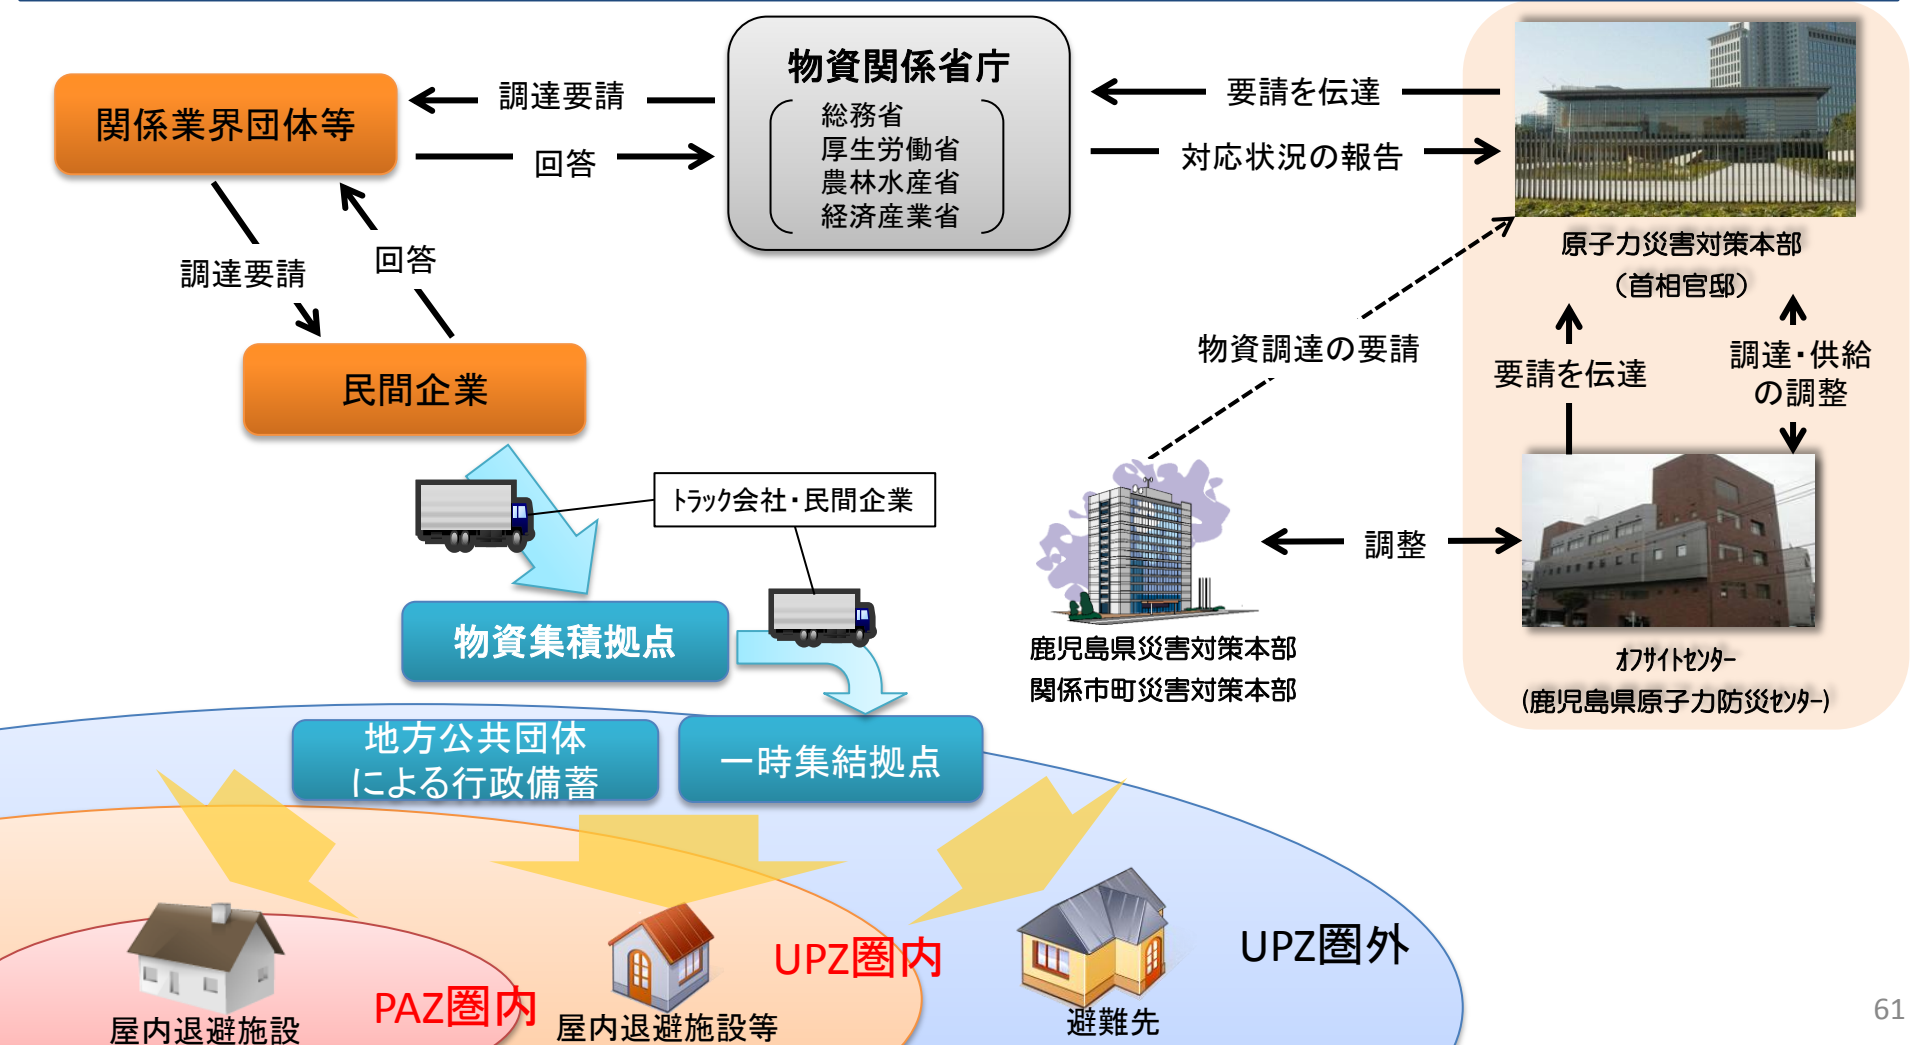 物資関係省庁
総務省
厚生労働省
農林水産省
経済産業省
関係業界団体等
調達要請
回答
要請を伝達
対応状況の報告
原子力災害対策本部
（首相官邸）
調達要請
回答
民間企業
物資調達の要請
要請を伝達
調達・供給
の調整
トラック会社・民間企業
調整
物資集積拠点
鹿児島県災害対策本部
関係市町災害対策本部
オフサイトセンター
(鹿児島県原子力防災センター)
地方公共団体
による行政備蓄
一時集結拠点
UPZ圏内
UPZ圏外
PAZ圏内
屋内退避施設
屋内退避施設等
避難先
61